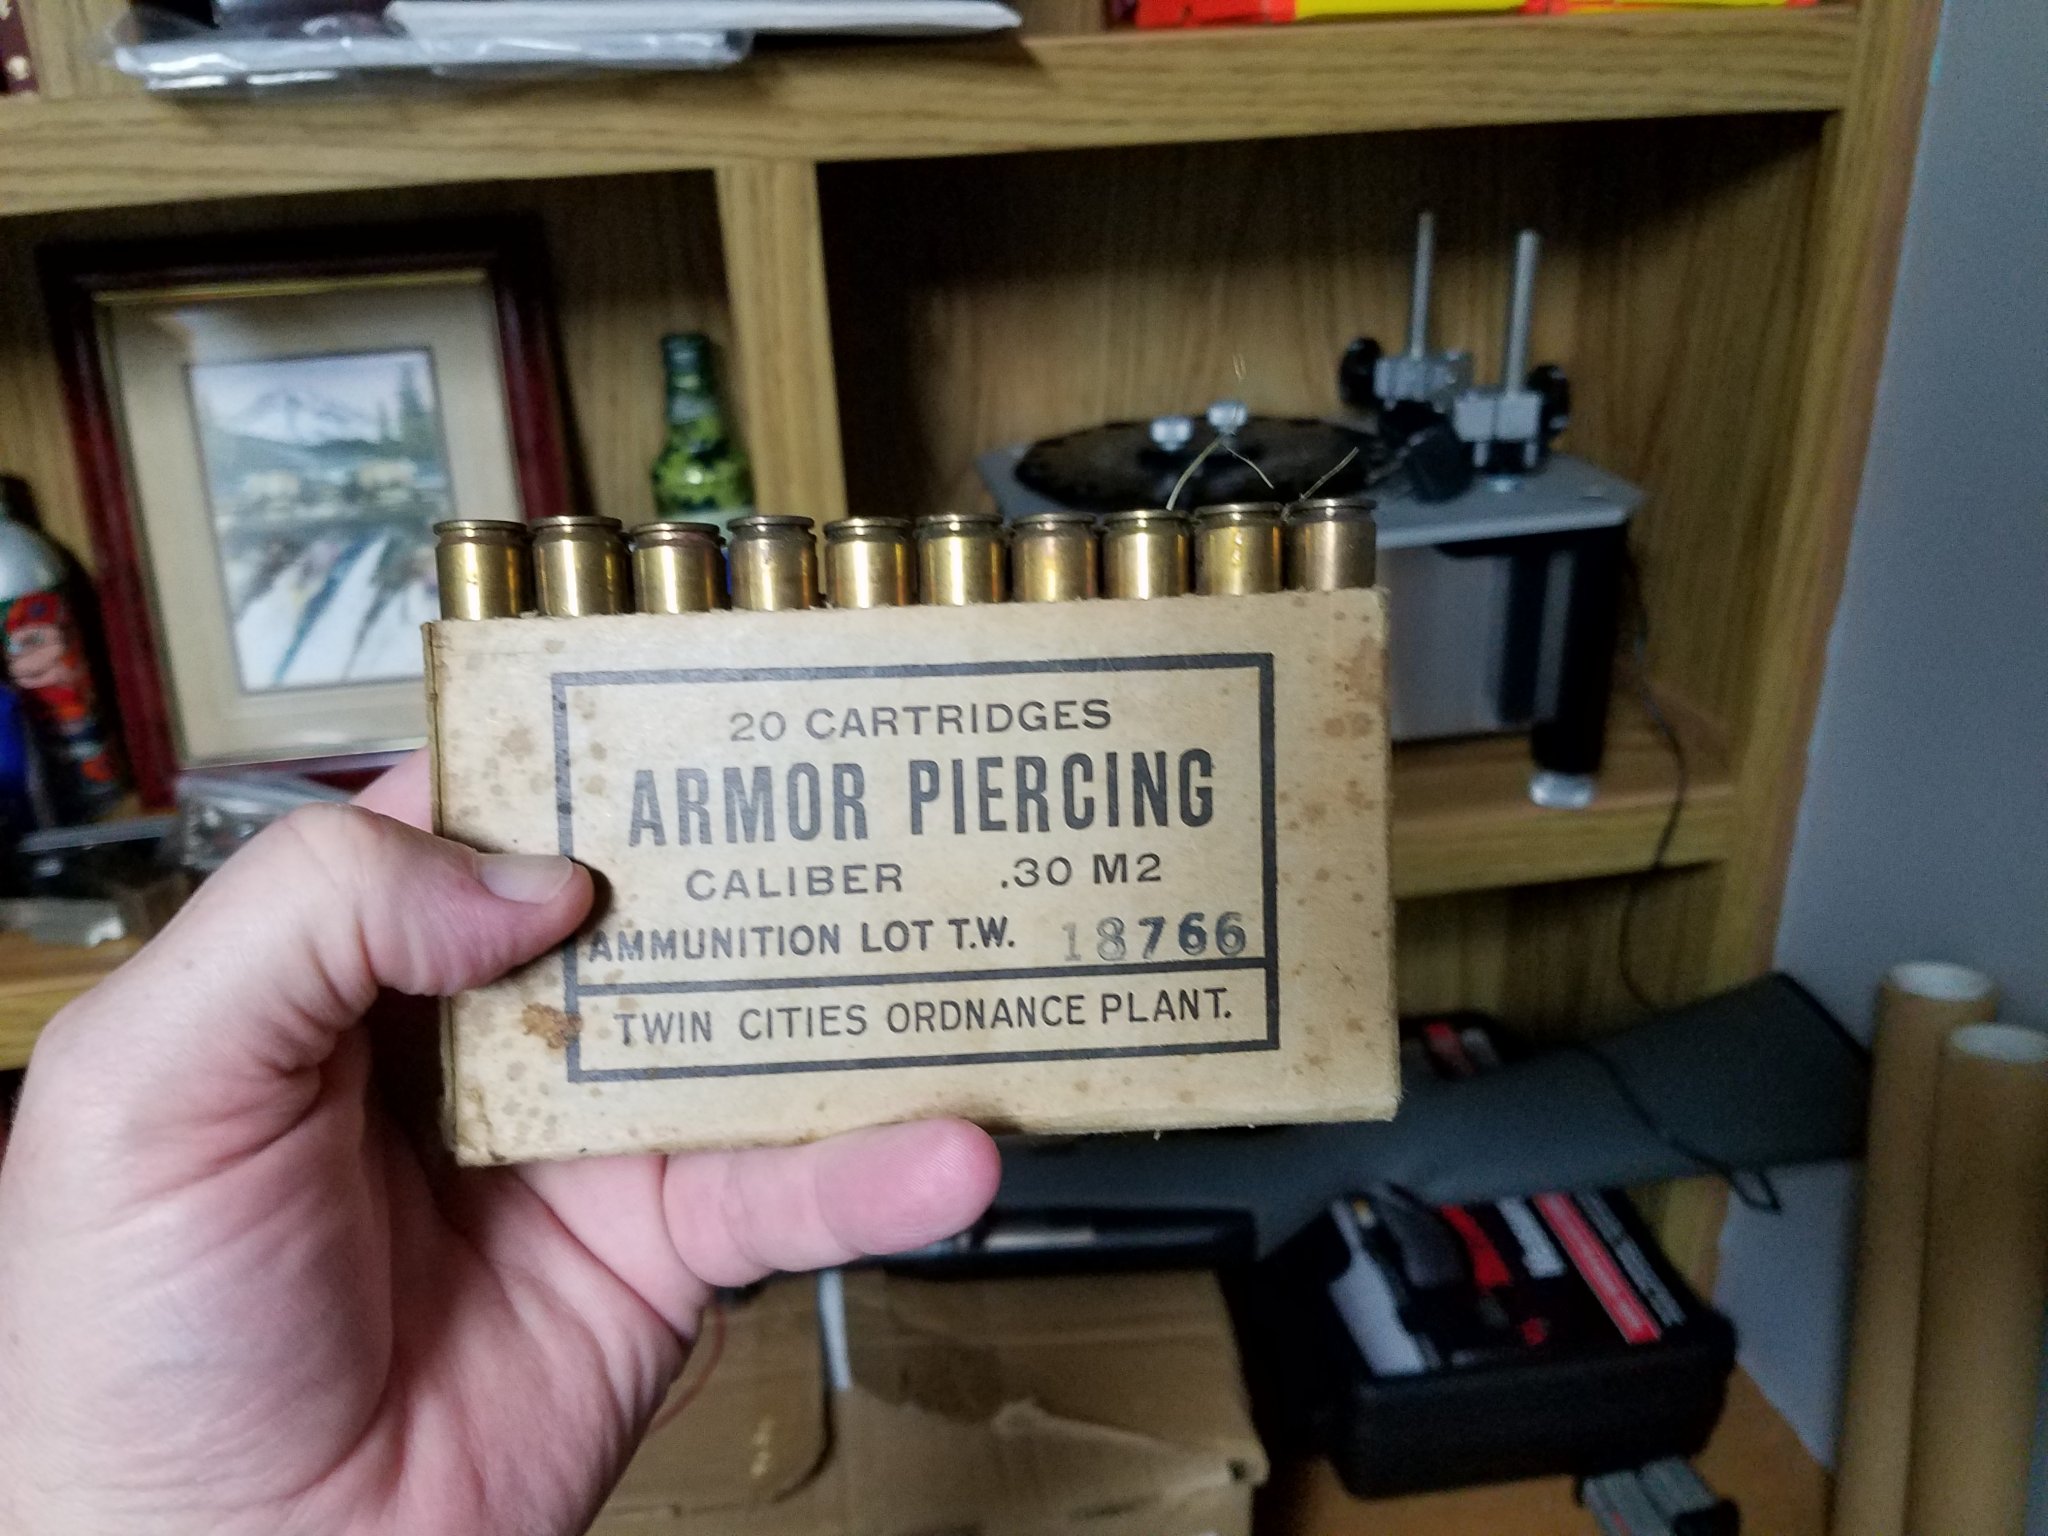 20 CARTRIDGES
ARMOR PIERCING
CALIBER .30 M2
AMMUNITION LOT T.W. 18766
TWIN CITIES ORDNANCE PLANT.